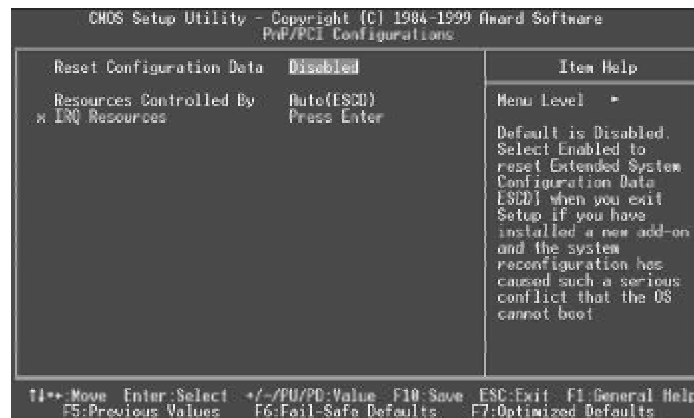 CMOS Setup Utility - Copyright (C) 1984-1999 Award Software
PnP/PCI Configurations
Reset Configuration Data Disabled
Resources Controlled By Auto(ESCD)
x IRQ Resources Press Enter
Item Help
Menu Level ►
Default is Disabled.
Select Enabled to
reset Extended System
Configuration Data
ESCD) when you exit
Setup if you have
installed a new add-on
and the system
reconfiguration has
caused such a serious
conflict that the OS
cannot boot
↑↓→←:Move Enter:Select +/-/PU/PD:Value F10:Save ESC:Exit F1:General Help
F5:Previous Values F6:Fail-Safe Defaults F7:Optimized Defaults